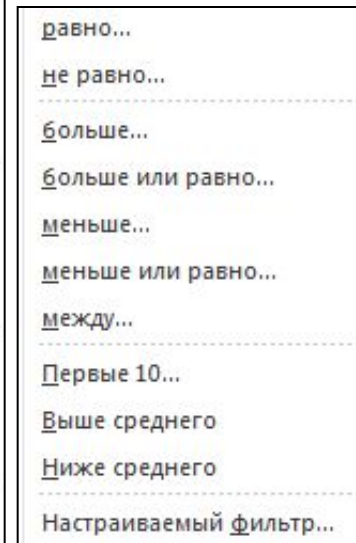 равно...
не равно...
больше...
больше или равно...
меньше...
меньше или равно...
между...
Первые 10...
Выше среднего
Ниже среднего
Настраиваемый фильтр...